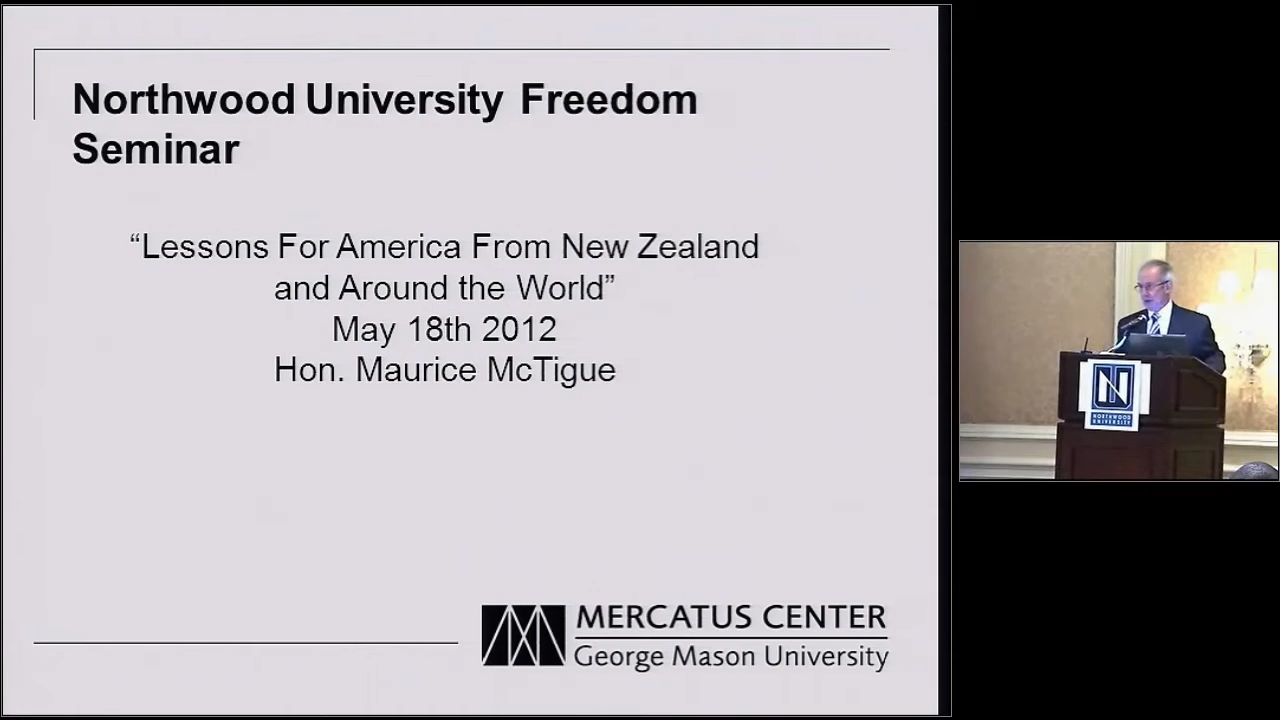 Northwood University Freedom
Seminar
“Lessons For America From New Zealand
and Around the World”
May 18th 2012
Hon. Maurice McTigue
MERCATUS CENTER
George Mason University
N
NORTHWOOD
UNIVERSITY